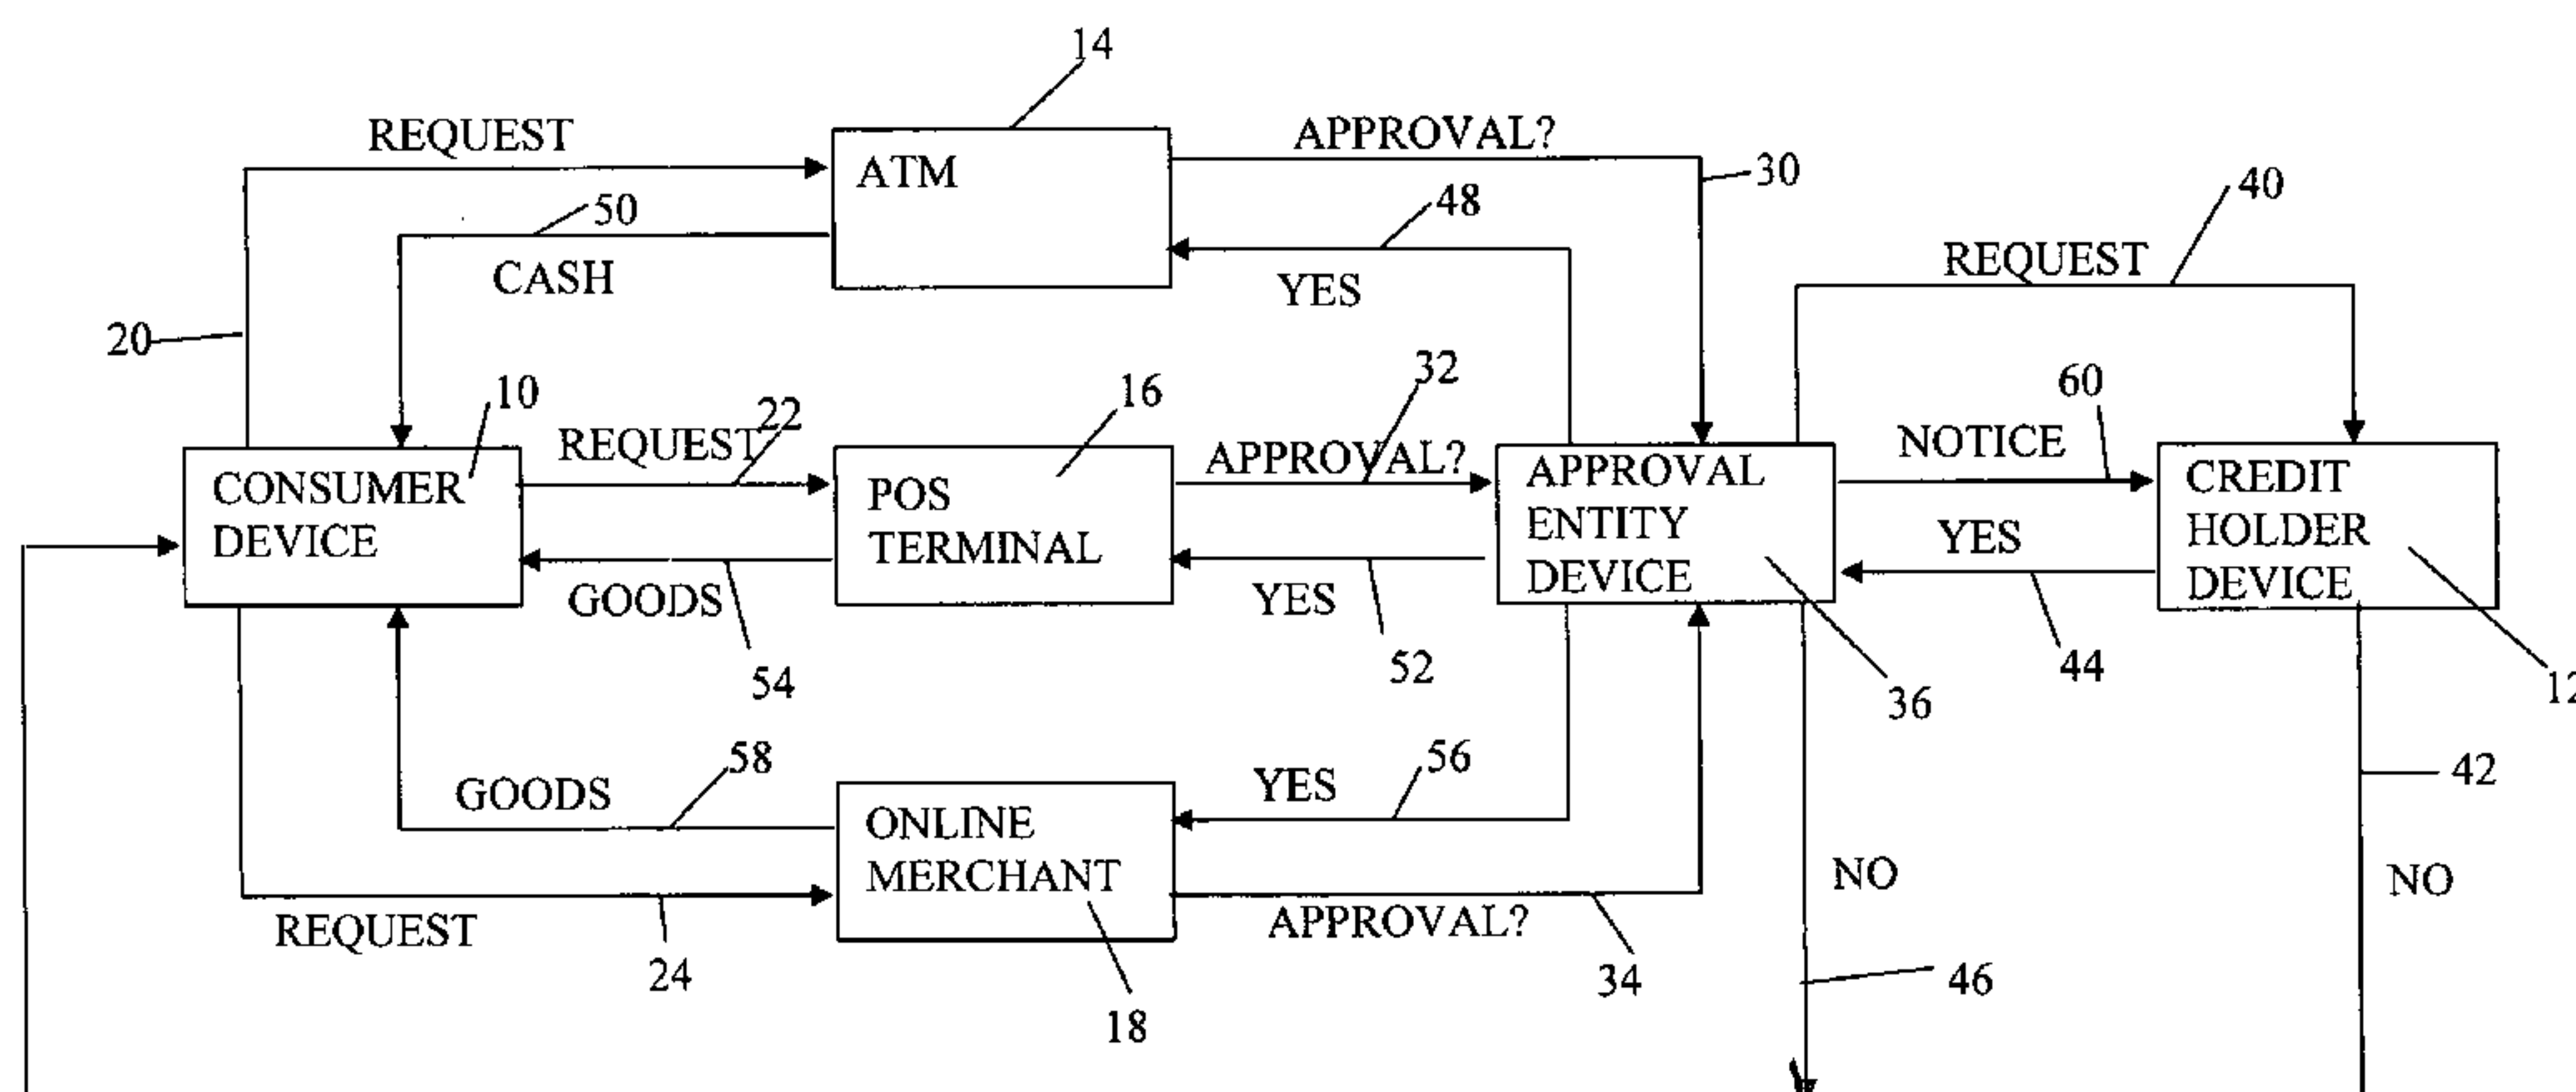 14
REQUEST
APPROVAL?
ATM
30
40
50
48
CASH
YES
REQUEST
20
10
22
16
32
60
REQUEST
APPROVAL?
NOTICE
CONSUMER
DEVICE
POS
TERMINAL
APPROVAL
ENTITY
DEVICE
CREDIT
HOLDER
DEVICE
YES
GOODS
YES
54
52
44
36
12
58
56
42
GOODS
YES
ONLINE
MERCHANT
NO
NO
REQUEST
APPROVAL?
24
34
46
18